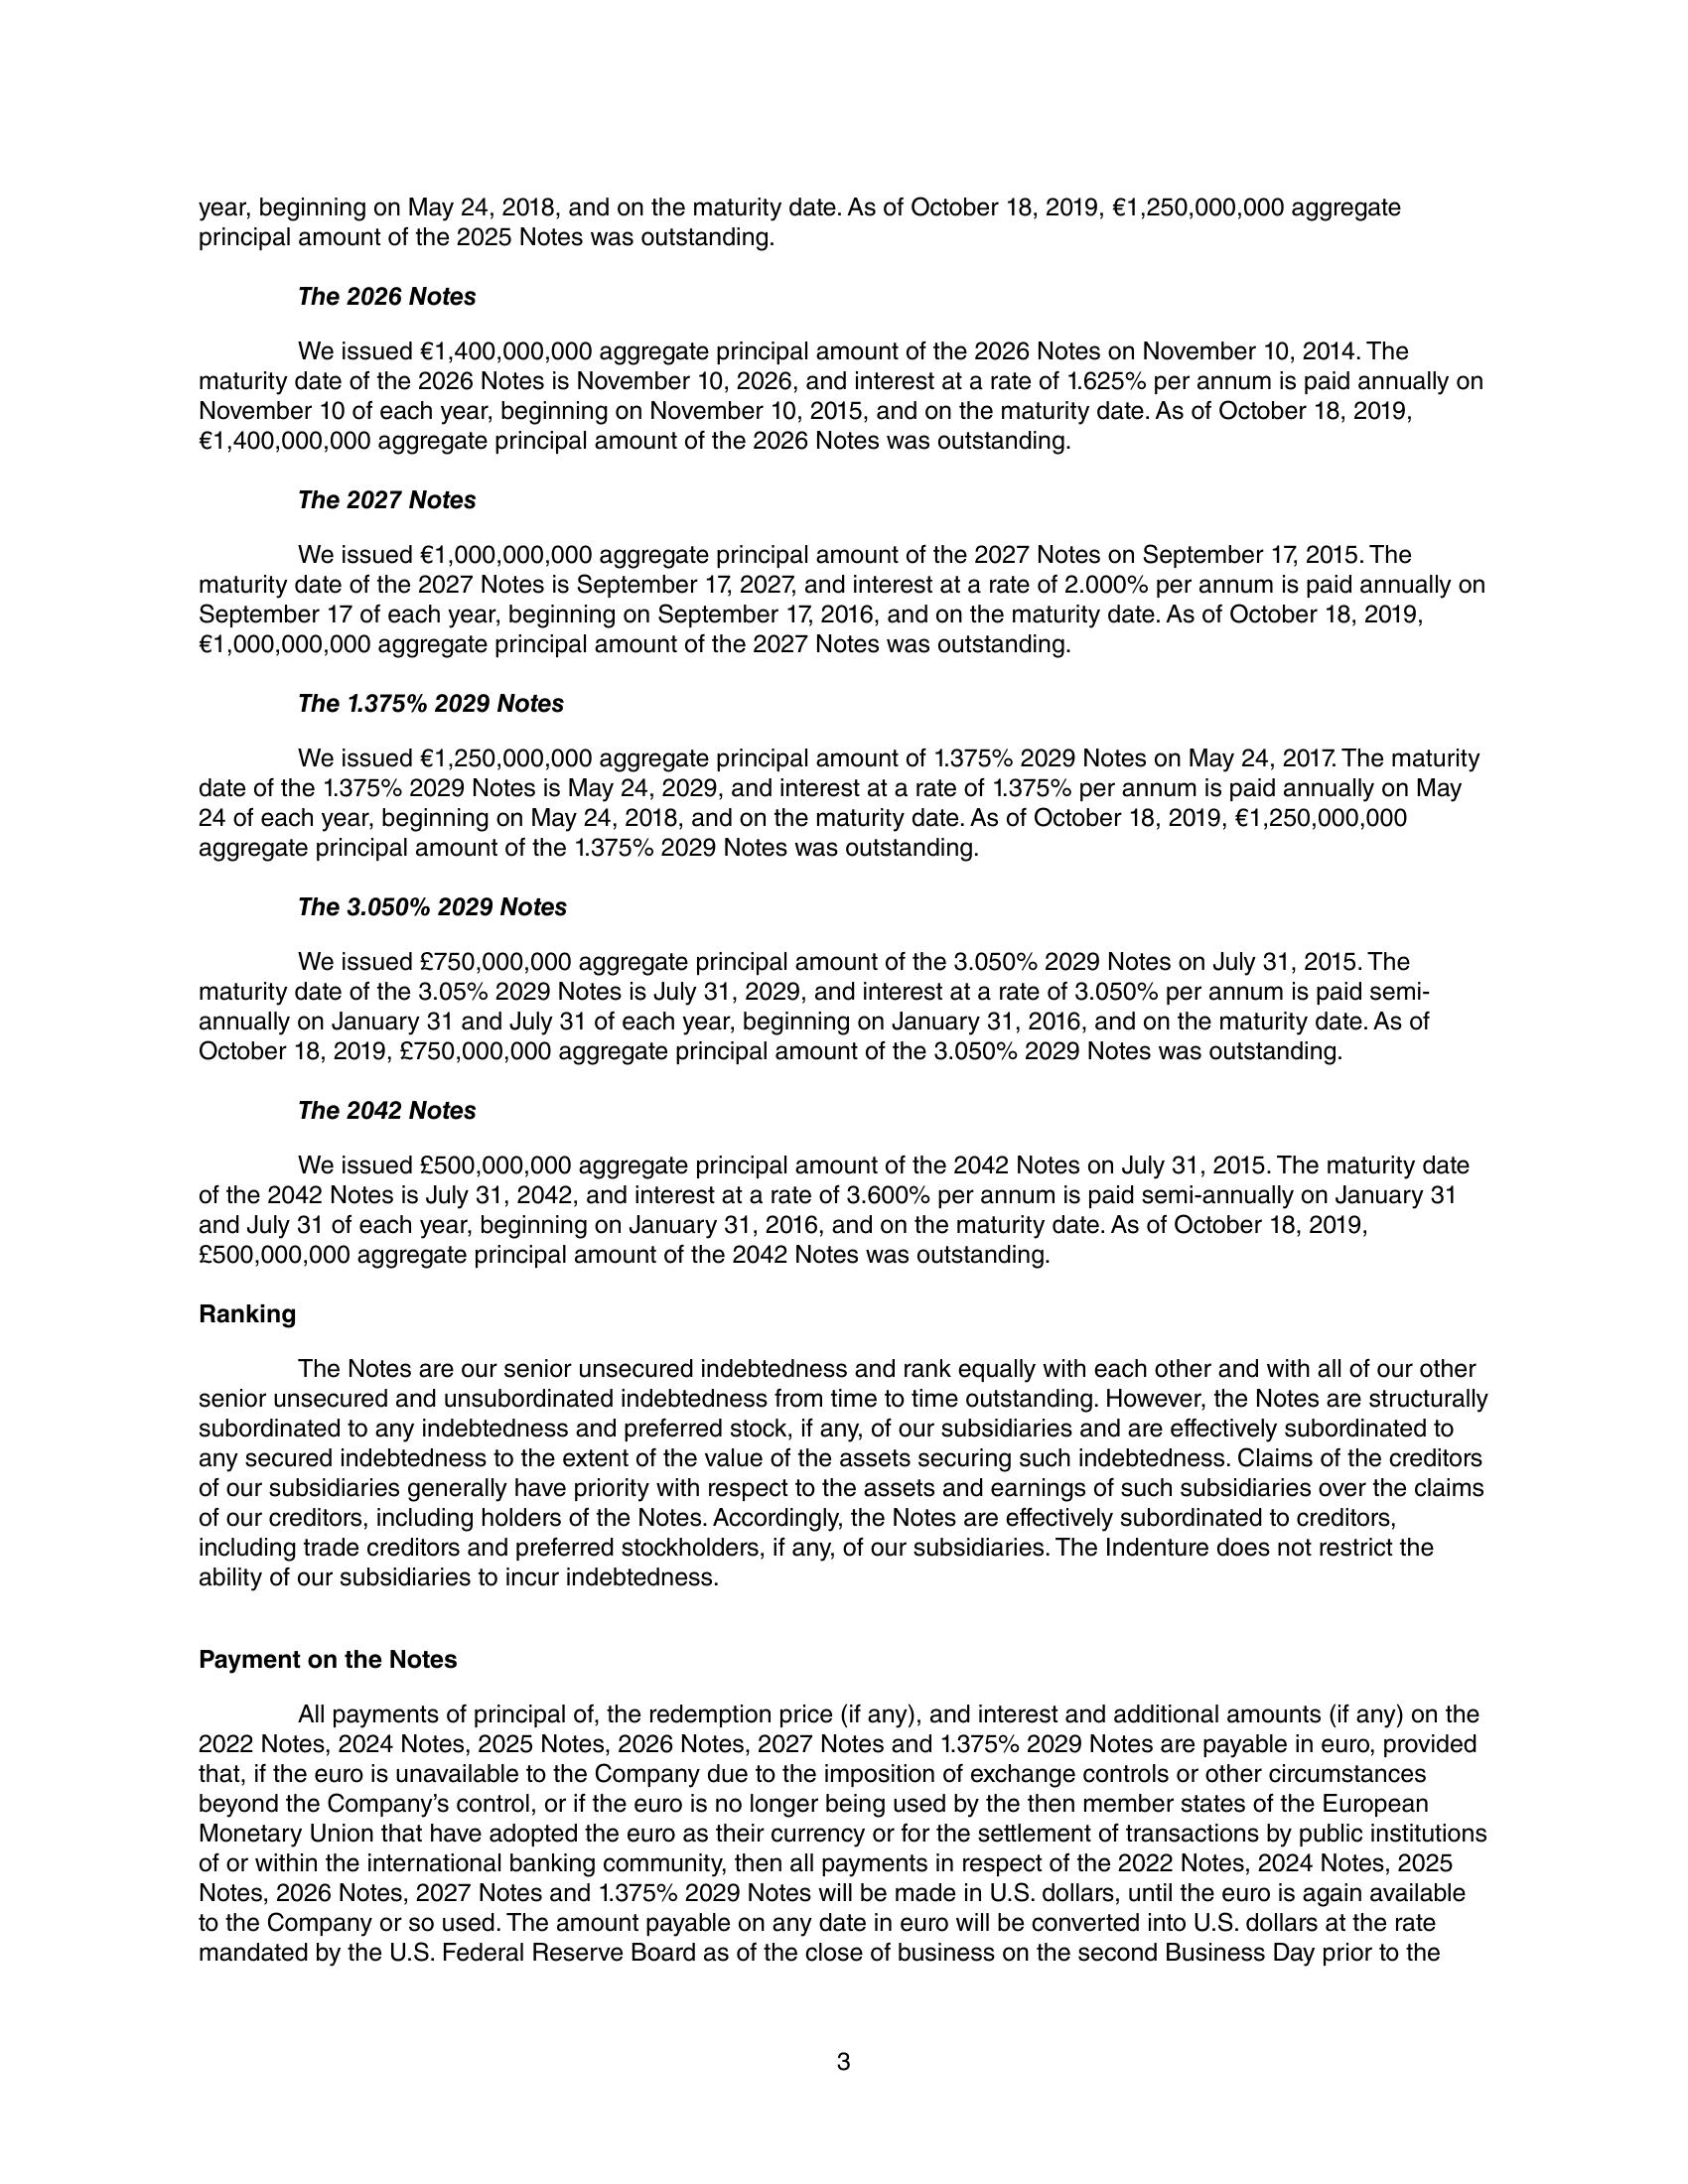 year, beginning on May 24, 2018, and on the maturity date. As of October 18, 2019, €1,250,000,000 aggregate
principal amount of the 2025 Notes was outstanding.
The 2026 Notes
We issued €1,400,000,000 aggregate principal amount of the 2026 Notes on November 10, 2014. The
maturity date of the 2026 Notes is November 10, 2026, and interest at a rate of 1.625% per annum is paid annually on
November 10 of each year, beginning on November 10, 2015, and on the maturity date. As of October 18, 2019,
€1,400,000,000 aggregate principal amount of the 2026 Notes was outstanding.
The 2027 Notes
We issued €1,000,000,000 aggregate principal amount of the 2027 Notes on September 17, 2015. The
maturity date of the 2027 Notes is September 17, 2027, and interest at a rate of 2.000% per annum is paid annually on
September 17 of each year, beginning on September 17, 2016, and on the maturity date. As of October 18, 2019,
€1,000,000,000 aggregate principal amount of the 2027 Notes was outstanding.
The 1.375% 2029 Notes
We issued €1,250,000,000 aggregate principal amount of 1.375% 2029 Notes on May 24, 2017. The maturity
date of the 1.375% 2029 Notes is May 24, 2029, and interest at a rate of 1.375% per annum is paid annually on May
24 of each year, beginning on May 24, 2018, and on the maturity date. As of October 18, 2019, €1,250,000,000
aggregate principal amount of the 1.375% 2029 Notes was outstanding.
The 3.050% 2029 Notes
We issued £750,000,000 aggregate principal amount of the 3.050% 2029 Notes on July 31, 2015. The
maturity date of the 3.05% 2029 Notes is July 31, 2029, and interest at a rate of 3.050% per annum is paid semi-
annually on January 31 and July 31 of each year, beginning on January 31, 2016, and on the maturity date. As of
October 18, 2019, £750,000,000 aggregate principal amount of the 3.050% 2029 Notes was outstanding.
The 2042 Notes
We issued £500,000,000 aggregate principal amount of the 2042 Notes on July 31, 2015. The maturity date
of the 2042 Notes is July 31, 2042, and interest at a rate of 3.600% per annum is paid semi-annually on January 31
and July 31 of each year, beginning on January 31, 2016, and on the maturity date. As of October 18, 2019,
£500,000,000 aggregate principal amount of the 2042 Notes was outstanding.
Ranking
The Notes are our senior unsecured indebtedness and rank equally with each other and with all of our other
senior unsecured and unsubordinated indebtedness from time to time outstanding. However, the Notes are structurally
subordinated to any indebtedness and preferred stock, if any, of our subsidiaries and are effectively subordinated to
any secured indebtedness to the extent of the value of the assets securing such indebtedness. Claims of the creditors
of our subsidiaries generally have priority with respect to the assets and earnings of such subsidiaries over the claims
of our creditors, including holders of the Notes. Accordingly, the Notes are effectively subordinated to creditors,
including trade creditors and preferred stockholders, if any, of our subsidiaries. The Indenture does not restrict the
ability of our subsidiaries to incur indebtedness.
Payment on the Notes
All payments of principal of, the redemption price (if any), and interest and additional amounts (if any) on the
2022 Notes, 2024 Notes, 2025 Notes, 2026 Notes, 2027 Notes and 1.375% 2029 Notes are payable in euro, provided
that, if the euro is unavailable to the Company due to the imposition of exchange controls or other circumstances
beyond the Company’s control, or if the euro is no longer being used by the then member states of the European
Monetary Union that have adopted the euro as their currency or for the settlement of transactions by public institutions
of or within the international banking community, then all payments in respect of the 2022 Notes, 2024 Notes, 2025
Notes, 2026 Notes, 2027 Notes and 1.375% 2029 Notes will be made in U.S. dollars, until the euro is again available
to the Company or so used. The amount payable on any date in euro will be converted into U.S. dollars at the rate
mandated by the U.S. Federal Reserve Board as of the close of business on the second Business Day prior to the
3